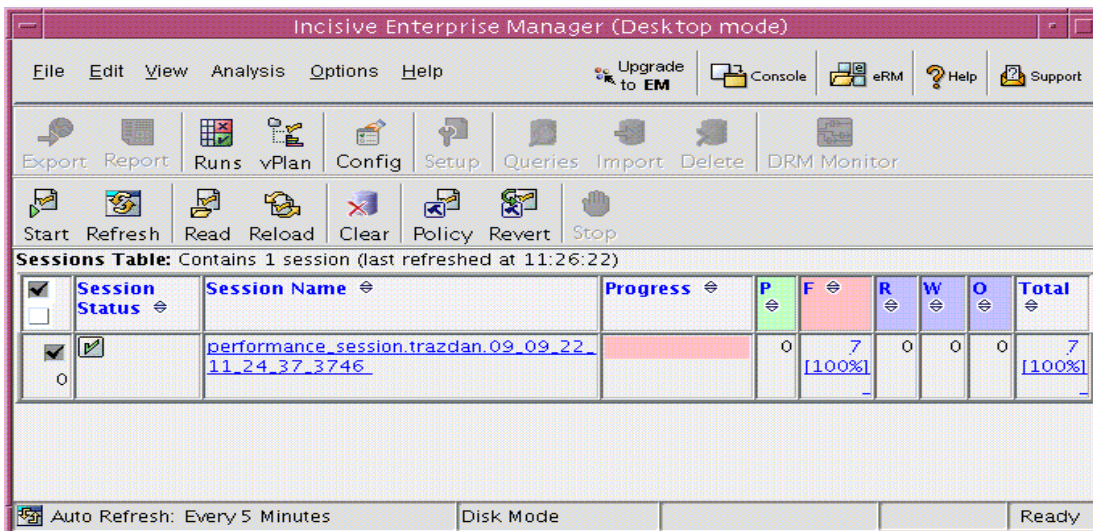 Incisive Enterprise Manager (Desktop mode)
File Edit View Analysis Options Help Upgrade to EM Console eRM Help Support
Export Report Runs vPlan Config Setup Queries Import Delete DRM Monitor
Start Refresh Read Reload Clear Policy Revert Stop
Sessions Table: Contains 1 session (last refreshed at 11:26:22)
Session Status Session Name Progress P F R W O Total
performance_session.trazdan.09_09_22_ 0 7 0 0 0 7
0 11_24_37_3746 [100%] [100%]
Auto Refresh: Every 5 Minutes Disk Mode Ready